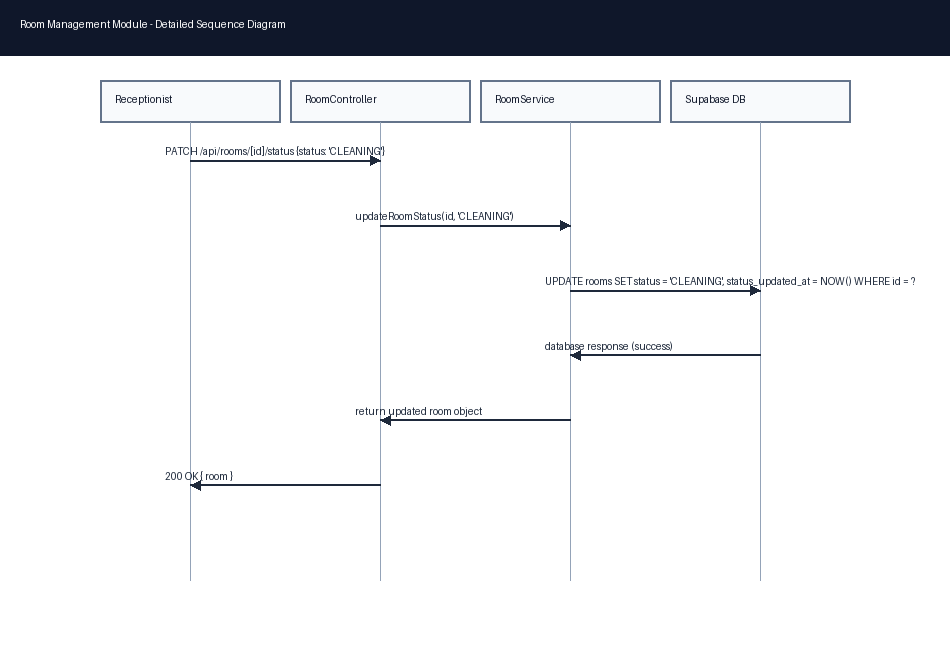 Room Management Module - Detailed Sequence Diagram
Receptionist
RoomController
RoomService
Supabase DB
PATCH /api/rooms/[id]/status {status: 'CLEANING'}
updateRoomStatus(id, 'CLEANING')
UPDATE rooms SET status = 'CLEANING', status_updated_at = NOW() WHERE id = ?
database response (success)
return updated room object
200 OK { room }